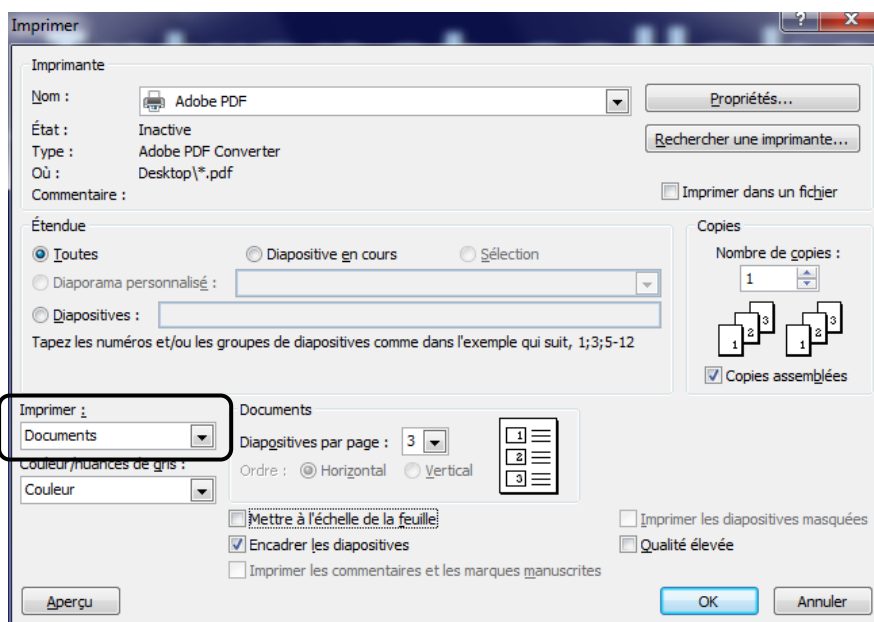 Imprimer
?
X
Imprimante
Nom :
Adobe PDF
Propriétés...
État :
Inactive
Rechercher une imprimante...
Type :
Adobe PDF Converter
Où :
Desktop\*.pdf
Commentaire :
Imprimer dans un fichier
Étendue
Toutes
Diapositive en cours
Sélection
Diaporama personnalisé :
Diapositives :
Tapez les numéros et/ou les groupes de diapositives comme dans l'exemple qui suit, 1;3;5-12
Copies
Nombre de copies :
1
1 2 3
1 2 3
Copies assemblées
Imprimer :
Documents
Couleur/nuances de gris :
Couleur
Documents
Diapositives par page :
3
Ordre :
Horizontal
Vertical
1
2
3
Mettre à l'échelle de la feuille
Encadrer les diapositives
Imprimer les commentaires et les marques manuscrites
Imprimer les diapositives masquées
Qualité élevée
Aperçu
OK
Annuler